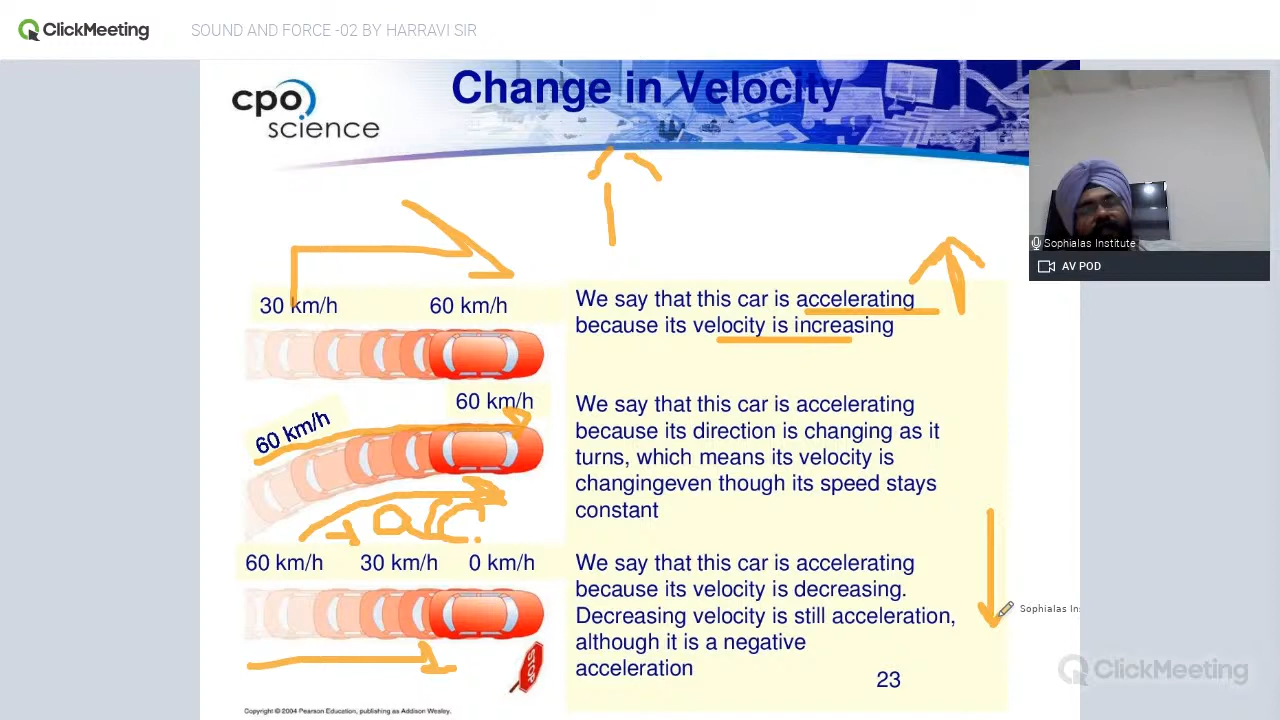 ClickMeeting
SOUND AND FORCE -02 BY HARRAVI SIR
Change in Velocity
cpo
science
Sophialas Institute
AV POD
30 km/h 60 km/h
We say that this car is accelerating
because its velocity is increasing
60 km/h
60 km/h
We say that this car is accelerating
because its direction is changing as it
turns, which means its velocity is
changingeven though its speed stays
constant
60 km/h 30 km/h 0 km/h
We say that this car is accelerating
because its velocity is decreasing.
Decreasing velocity is still acceleration,
although it is a negative
acceleration
Sophialas Ins
STOP
23
ClickMeeting
Copyright © 2004 Pearson Education, publishing as Addison Wesley.